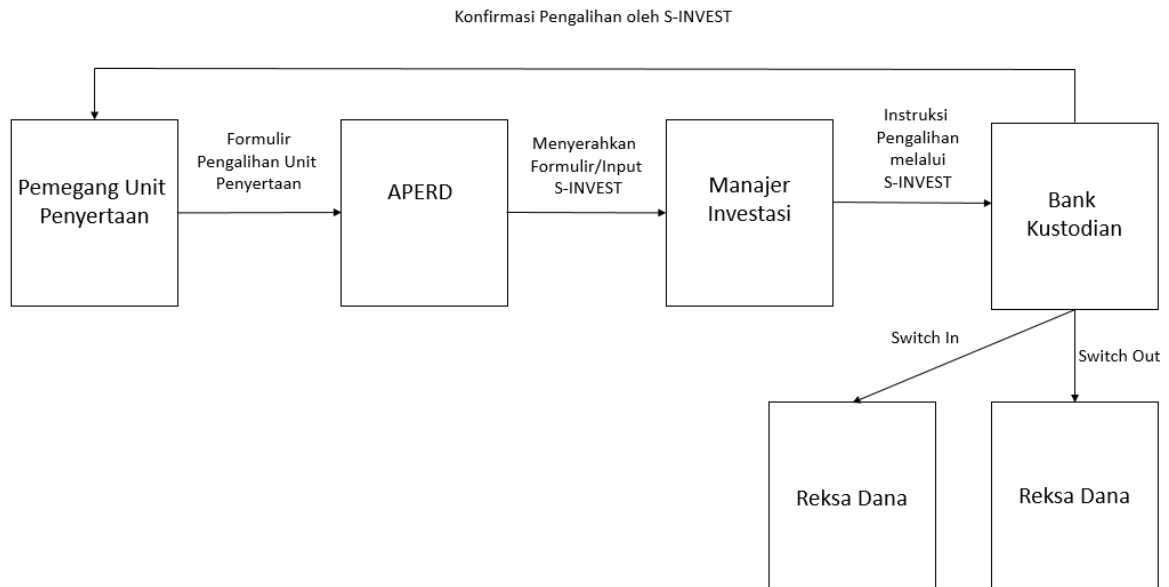 Konfirmasi Pengalihan oleh S-INVEST
Pemegang Unit
Penyertaan
Formulir
Pengalihan Unit
Penyertaan
APERD
Menyerahkan
Formulir/Input
S-INVEST
Manajer
Investasi
Instruksi
Pengalihan
melalui
S-INVEST
Bank
Kustodian
Switch In
Switch Out
Reksa Dana
Reksa Dana